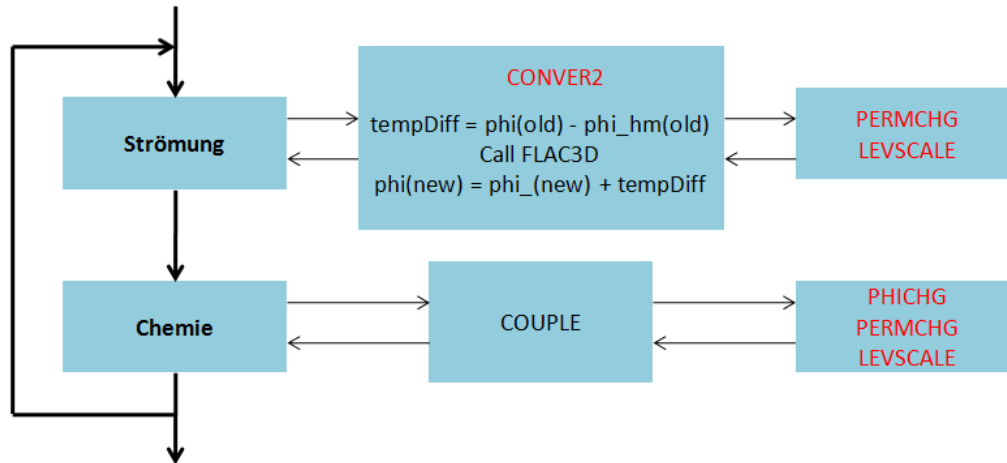 CONVER2
Strömung
tempDiff = phi(old) - phi_hm(old)
Call FLAC3D
phi(new) = phi_(new) + tempDiff
PERMCHG
LEVSCALE
Chemie
COUPLE
PHICHG
PERMCHG
LEVSCALE